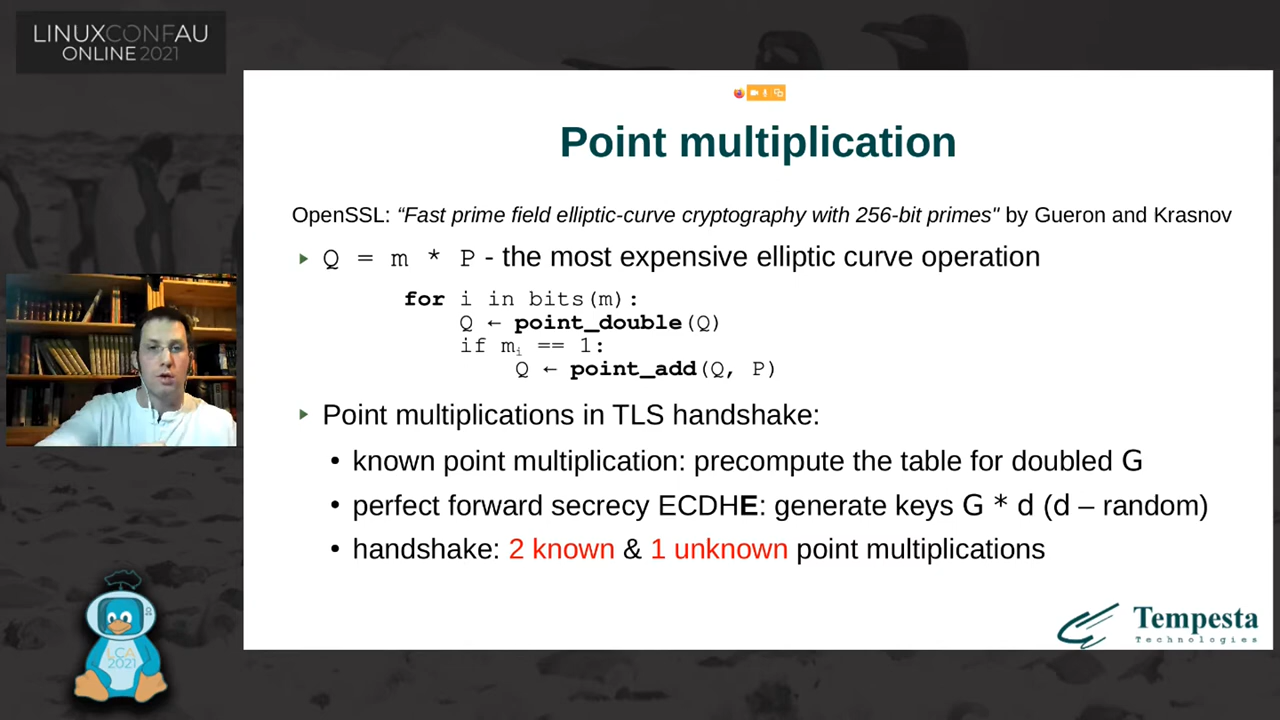 LINUXCONFAU
ONLINE 2021
Point multiplication
OpenSSL: “Fast prime field elliptic-curve cryptography with 256-bit primes" by Gueron and Krasnov
Q = m * P - the most expensive elliptic curve operation
for i in bits(m):
Q ← point_double(Q)
if mᵢ == 1:
Q ← point_add(Q, P)
Point multiplications in TLS handshake:
• known point multiplication: precompute the table for doubled G
• perfect forward secrecy ECDHE: generate keys G * d (d – random)
• handshake: 2 known & 1 unknown point multiplications
LCA
2021
Tempesta
Technologies